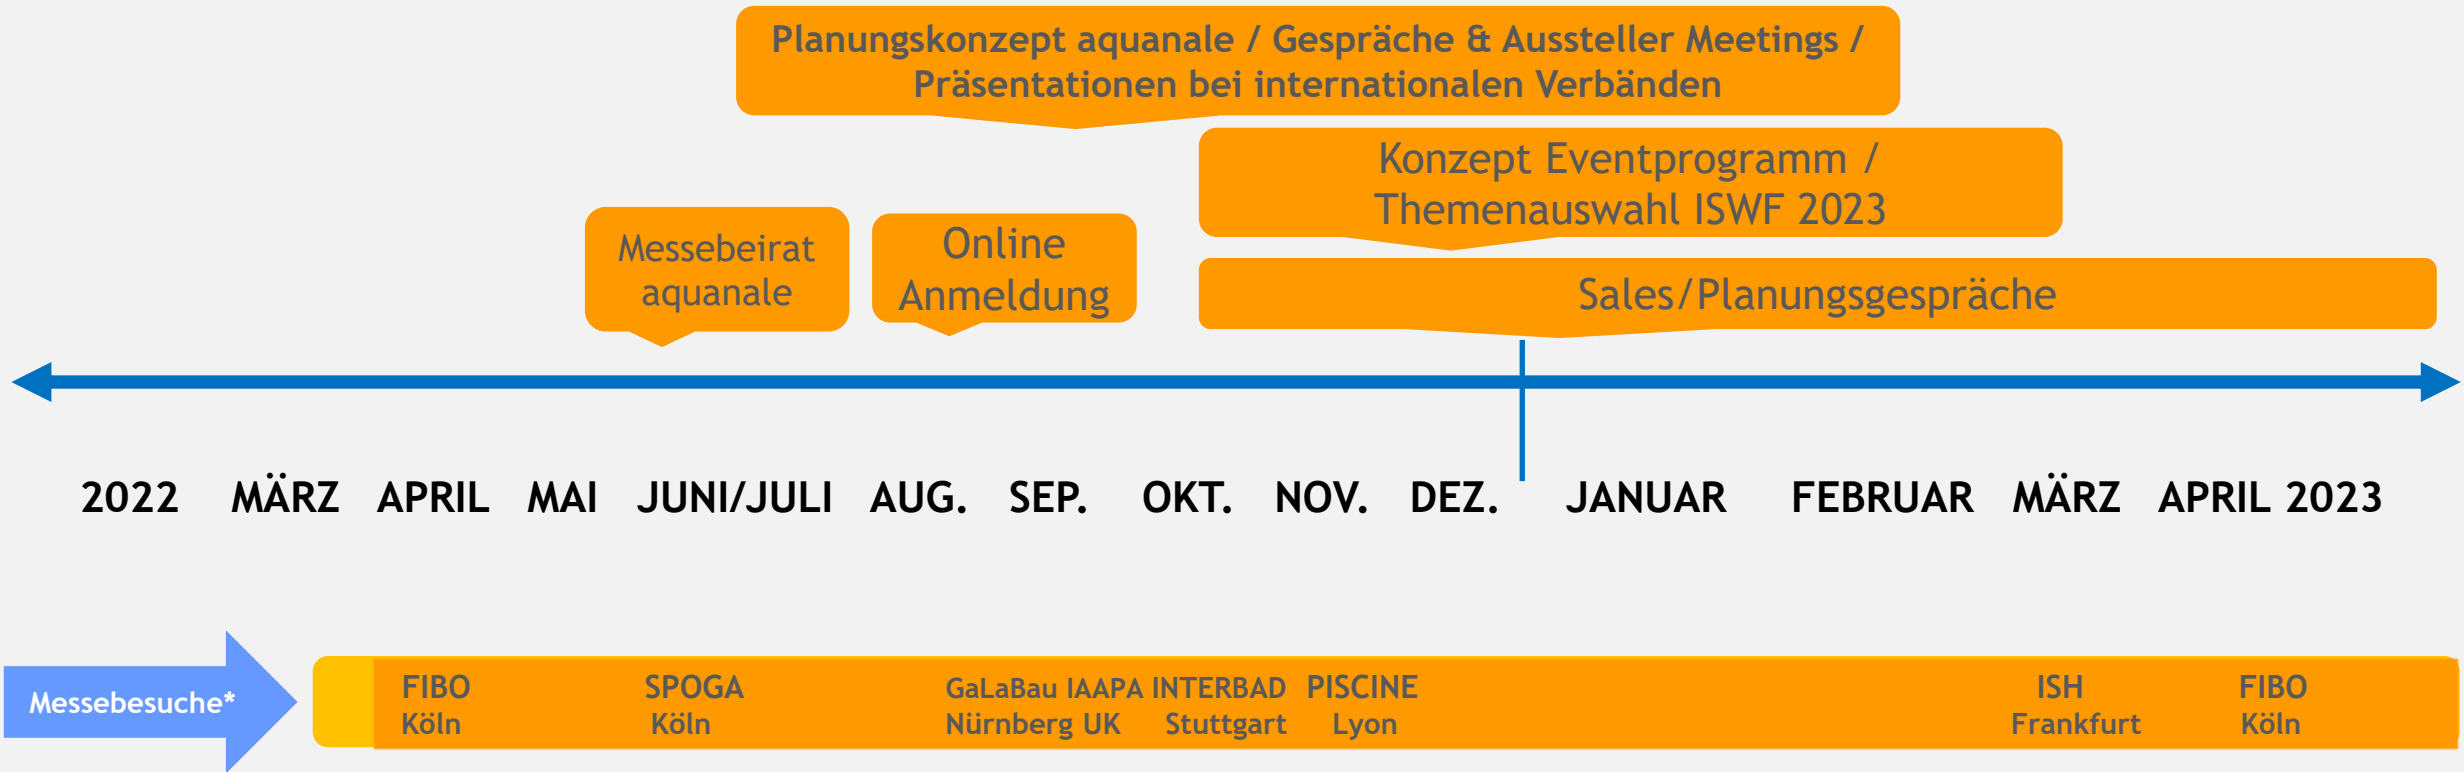 Planungskonzept aquanale / Gespräche & Aussteller Meetings /
Präsentationen bei internationalen Verbänden
Konzept Eventprogramm /
Themenauswahl ISWF 2023
Messebeirat
aquanale
Online
Anmeldung
Sales/Planungsgespräche
2022 MÄRZ APRIL MAI JUNI/JULI AUG. SEP. OKT. NOV. DEZ. JANUAR FEBRUAR MÄRZ APRIL 2023
Messebesuche*
FIBO SPOGA GaLaBau IAAPA INTERBAD PISCINE ISH FIBO
Köln Köln Nürnberg UK Stuttgart Lyon Frankfurt Köln